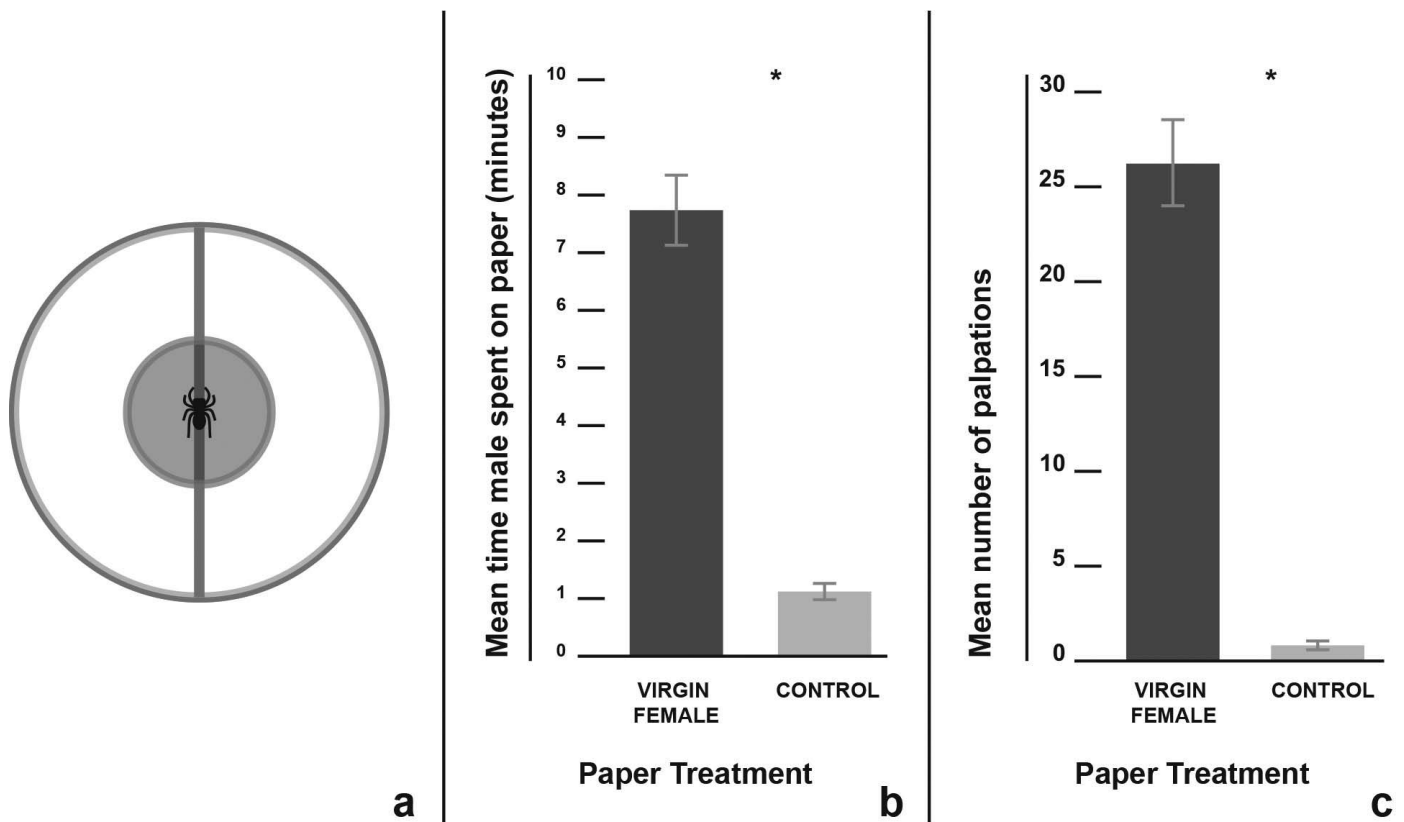 a
Mean time male spent on paper (minutes)
10
9
8
7
6
5
4
3
2
1
0
*
VIRGIN
FEMALE
CONTROL
Paper Treatment
b
Mean number of palpations
30
25
20
15
10
5
0
*
VIRGIN
FEMALE
CONTROL
Paper Treatment
c